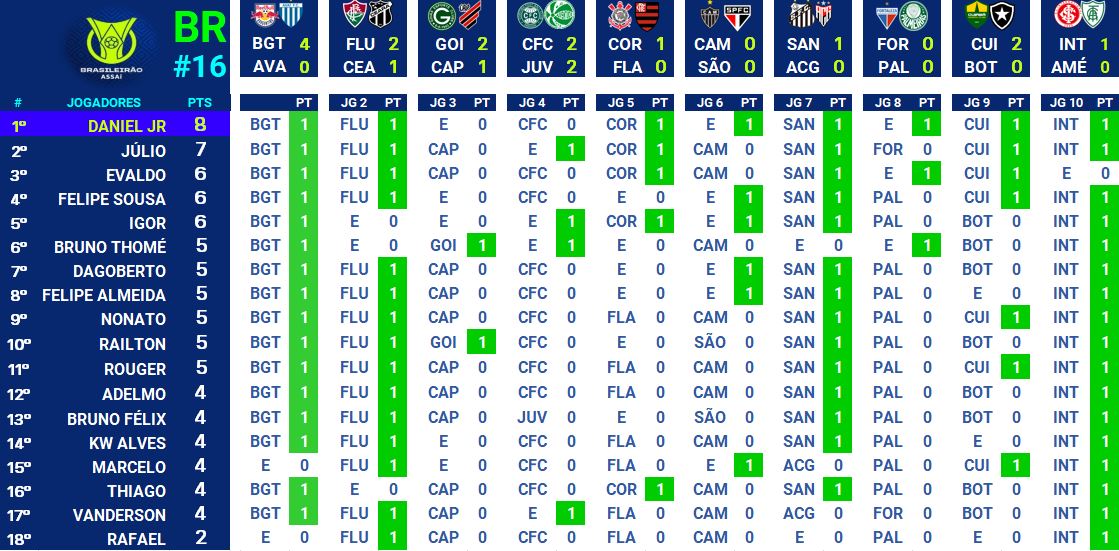 BR
#16
BRASILEIRÃO
ASSAÍ
BGT 4 FLU 2 GOI 2 CFC 2 COR 1 CAM 0 SAN 1 FOR 0 CUI 2 INT 1
AVA 0 CEA 1 CAP 1 JUV 2 FLA 0 SÃO 0 ACG 0 PAL 0 BOT 0 AMÉ 0
# JOGADORES PTS PT JG 2 PT JG 3 PT JG 4 PT JG 5 PT JG 6 PT JG 7 PT JG 8 PT JG 9 PT JG 10 PT
1º DANIEL JR 8 BGT 1 FLU 1 E 0 CFC 0 COR 1 E 1 SAN 1 E 1 CUI 1 INT 1
2º JÚLIO 7 BGT 1 FLU 1 CAP 0 E 1 COR 1 CAM 0 SAN 1 FOR 0 CUI 1 INT 1
3º EVALDO 6 BGT 1 FLU 1 CAP 0 CFC 0 COR 1 CAM 0 SAN 1 E 1 CUI 1 E 0
4º FELIPE SOUSA 6 BGT 1 FLU 1 E 0 CFC 0 E 0 E 1 SAN 1 PAL 0 CUI 1 INT 1
5º IGOR 6 BGT 1 E 0 E 0 E 1 COR 1 E 1 SAN 1 PAL 0 BOT 0 INT 1
6º BRUNO THOMÉ 5 BGT 1 E 0 GOI 1 E 1 E 0 CAM 0 E 0 E 1 BOT 0 INT 1
7º DAGOBERTO 5 BGT 1 FLU 1 CAP 0 CFC 0 E 0 E 1 SAN 1 PAL 0 BOT 0 INT 1
8º FELIPE ALMEIDA 5 BGT 1 FLU 1 CAP 0 CFC 0 E 0 E 1 SAN 1 PAL 0 E 0 INT 1
9º NONATO 5 BGT 1 FLU 1 CAP 0 CFC 0 FLA 0 CAM 0 SAN 1 PAL 0 CUI 1 INT 1
10º RAILTON 5 BGT 1 FLU 1 GOI 1 CFC 0 E 0 SÃO 0 SAN 1 PAL 0 BOT 0 INT 1
11º ROUGER 5 BGT 1 FLU 1 CAP 0 CFC 0 FLA 0 CAM 0 SAN 1 PAL 0 CUI 1 INT 1
12º ADELMO 4 BGT 1 FLU 1 CAP 0 CFC 0 FLA 0 CAM 0 SAN 1 PAL 0 BOT 0 INT 1
13º BRUNO FÉLIX 4 BGT 1 FLU 1 CAP 0 JUV 0 E 0 SÃO 0 SAN 1 PAL 0 BOT 0 INT 1
14º KW ALVES 4 BGT 1 FLU 1 E 0 CFC 0 FLA 0 CAM 0 SAN 1 PAL 0 E 0 INT 1
15º MARCELO 4 E 0 FLU 1 E 0 CFC 0 FLA 0 E 1 ACG 0 PAL 0 CUI 1 INT 1
16º THIAGO 4 BGT 1 E 0 CAP 0 CFC 0 COR 1 CAM 0 SAN 1 PAL 0 BOT 0 INT 1
17º VANDERSON 4 BGT 1 FLU 1 CAP 0 E 1 FLA 0 CAM 0 ACG 0 FOR 0 BOT 0 INT 1
18º RAFAEL 2 E 0 FLU 1 CAP 0 CFC 0 FLA 0 CAM 0 E 0 PAL 0 E 0 INT 1